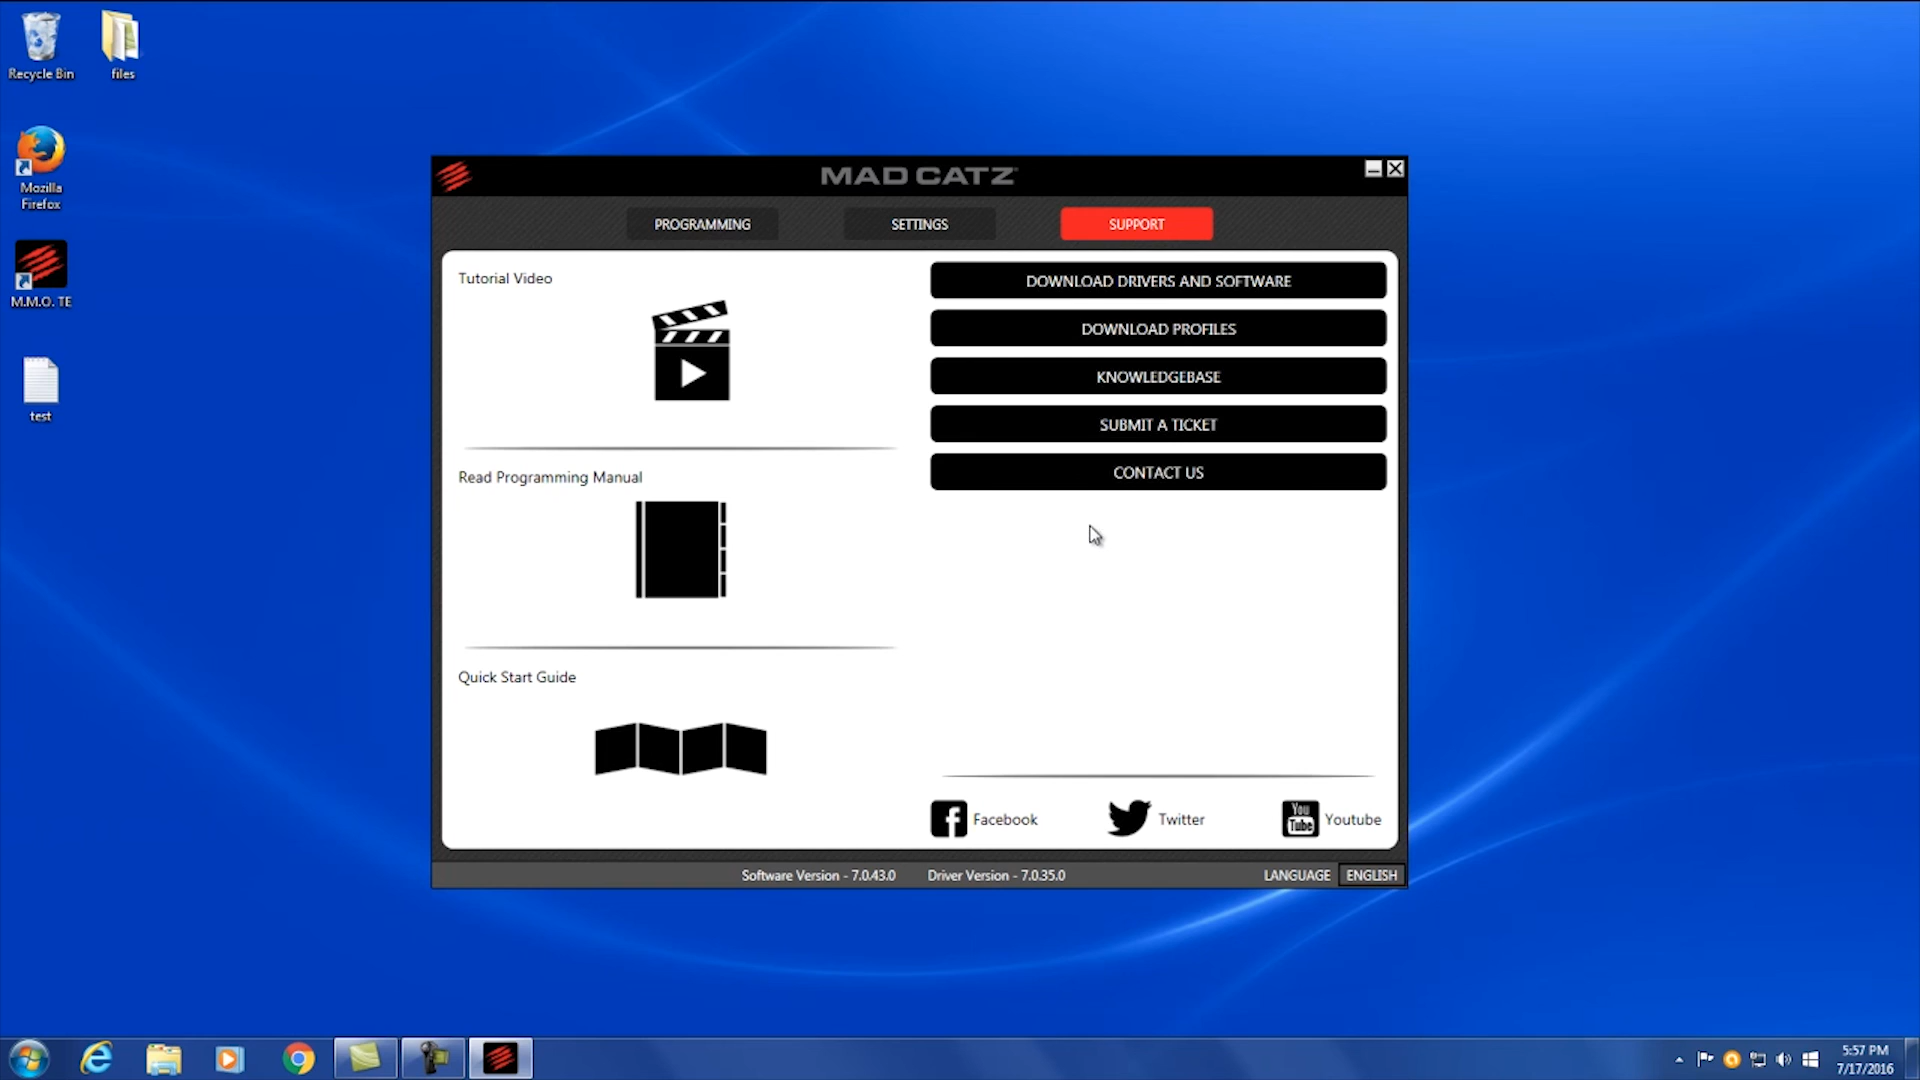 Recycle Bin
files
Mozilla
Firefox
M.M.O. TE
test
MAD CATZ
PROGRAMMING
SETTINGS
SUPPORT
Tutorial Video
Read Programming Manual
Quick Start Guide
DOWNLOAD DRIVERS AND SOFTWARE
DOWNLOAD PROFILES
KNOWLEDGEBASE
SUBMIT A TICKET
CONTACT US
Facebook
Twitter
You
Tube
Youtube
Software Version - 7.0.43.0
Driver Version - 7.0.35.0
LANGUAGE
ENGLISH
5:57 PM
7/17/2016